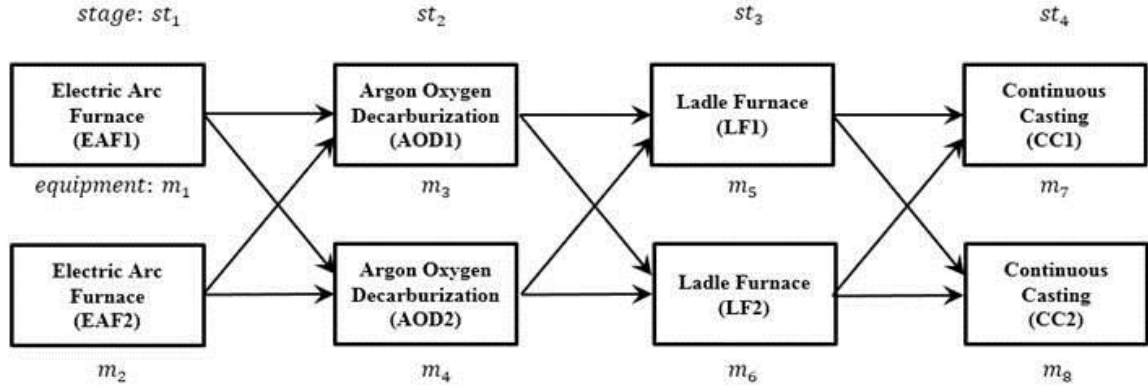 stage: st₁ st₂ st₃ st₄
Electric Arc
Furnace
(EAF1)
Argon Oxygen
Decarburization
(AOD1)
Ladle Furnace
(LF1)
Continuous
Casting
(CC1)
equipment: m₁ m₃ m₅ m₇
Electric Arc
Furnace
(EAF2)
Argon Oxygen
Decarburization
(AOD2)
Ladle Furnace
(LF2)
Continuous
Casting
(CC2)
m₂ m₄ m₆ m₈